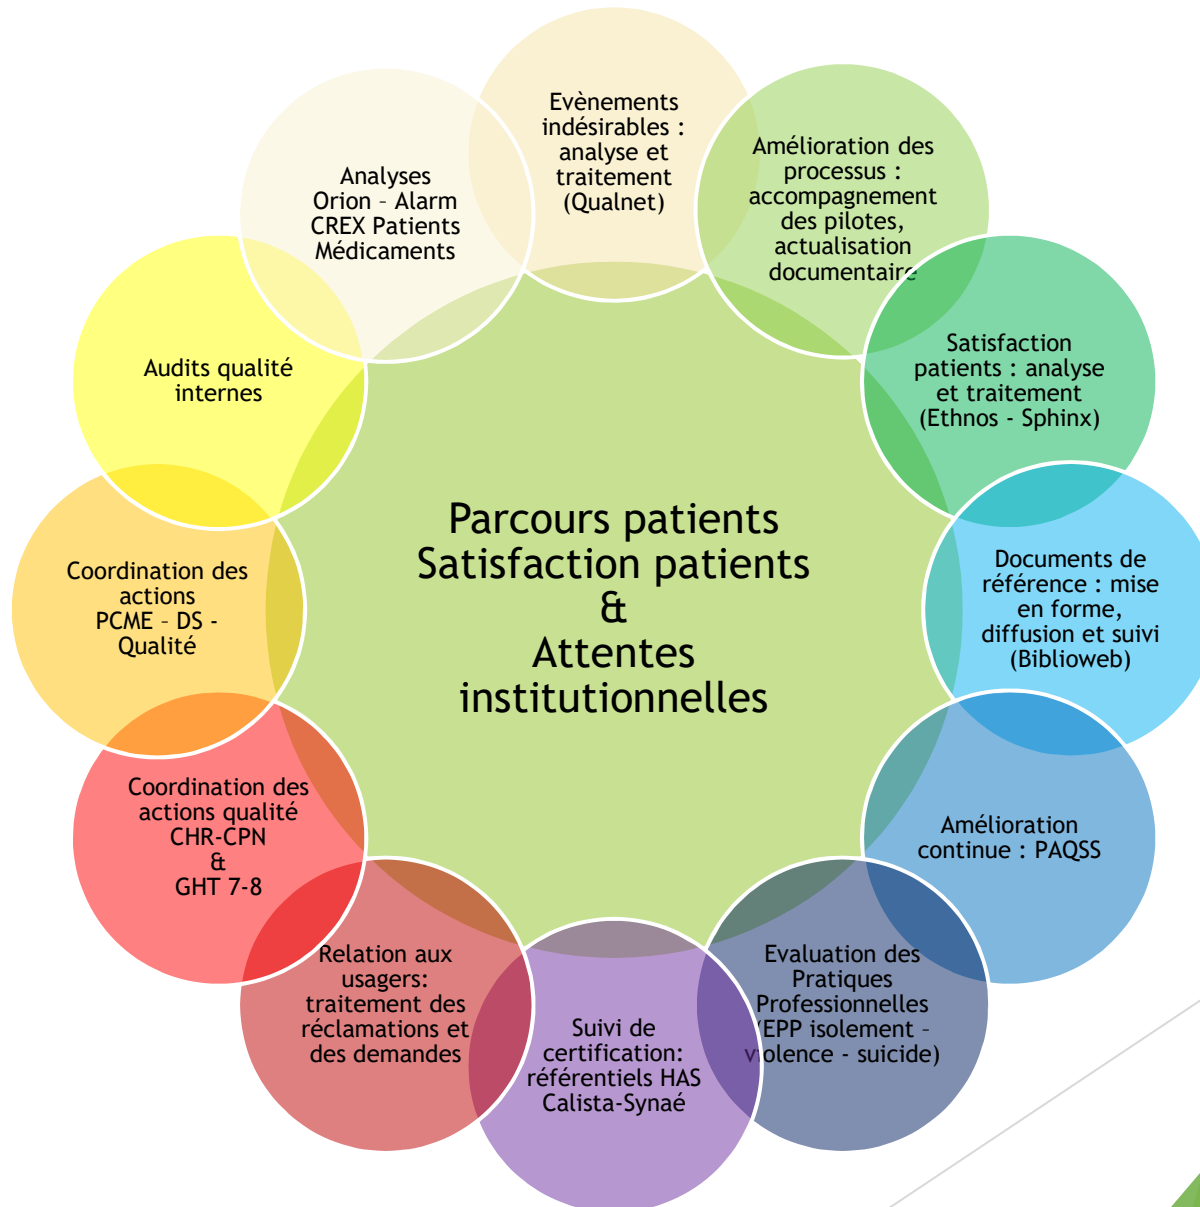 Evènements
indésirables :
analyse et
traitement
(Qualnet)
Amélioration des
processus :
accompagnement
des pilotes,
actualisation
documentaire
Satisfaction
patients : analyse
et traitement
(Ethnos - Sphinx)
Documents de
référence : mise
en forme,
diffusion et suivi
(Biblioweb)
Amélioration
continue : PAQSS
Evaluation des
Pratiques
Professionnelles
(EPP isolement –
violence - suicide)
Suivi de
certification:
référentiels HAS
Calista-Synaé
Relation aux
usagers:
traitement des
réclamations et
des demandes
Coordination des
actions qualité
CHR-CPN
&
GHT 7-8
Coordination des
actions
PCME – DS -
Qualité
Audits qualité
internes
Analyses
Orion – Alarm
CREX Patients
Médicaments
Parcours patients
Satisfaction patients
&
Attentes
institutionnelles